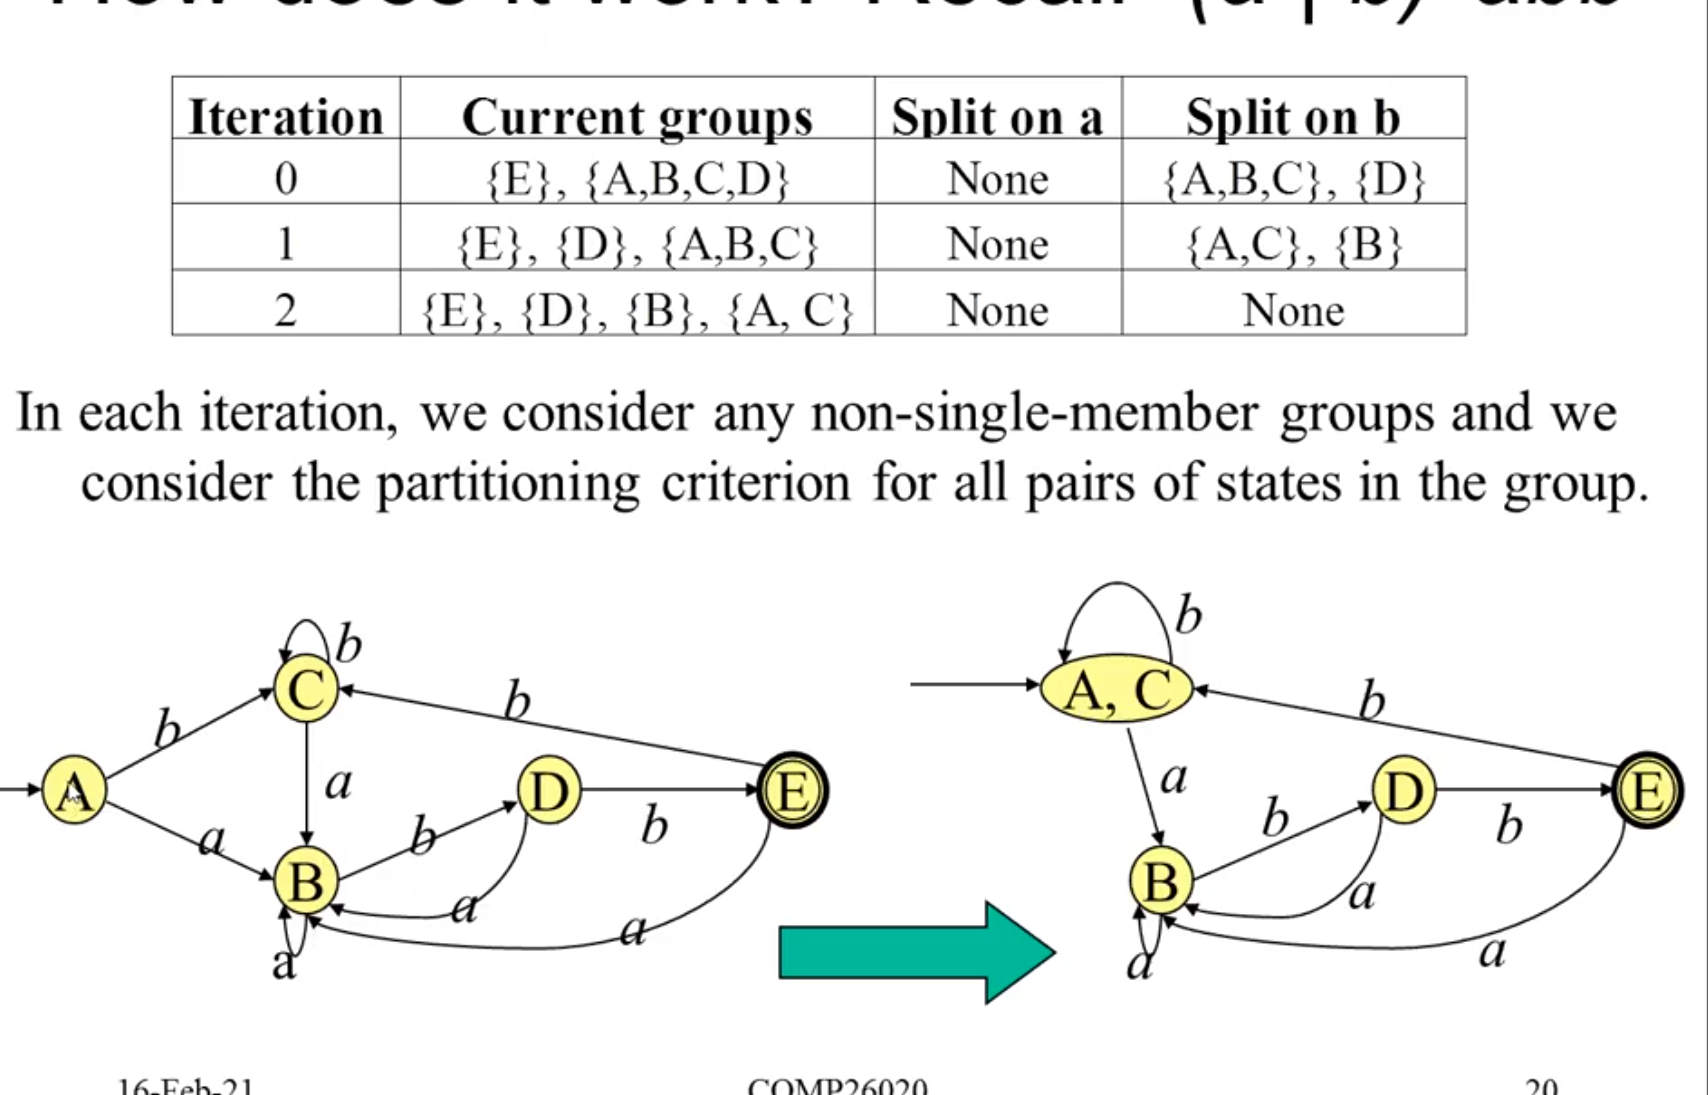 How does it work? Recall (a | b)* abb
Iteration Current groups Split on a Split on b
0 {E}, {A,B,C,D} None {A,B,C}, {D}
1 {E}, {D}, {A,B,C} None {A,C}, {B}
2 {E}, {D}, {B}, {A, C} None None
In each iteration, we consider any non-single-member groups and we
consider the partitioning criterion for all pairs of states in the group.
b
C
b
b
A
a
a
b
D
b
E
B
a
a
a
b
A, C
b
a
b
D
b
E
B
a
a
a
16-Feb-21 COMP26020 20